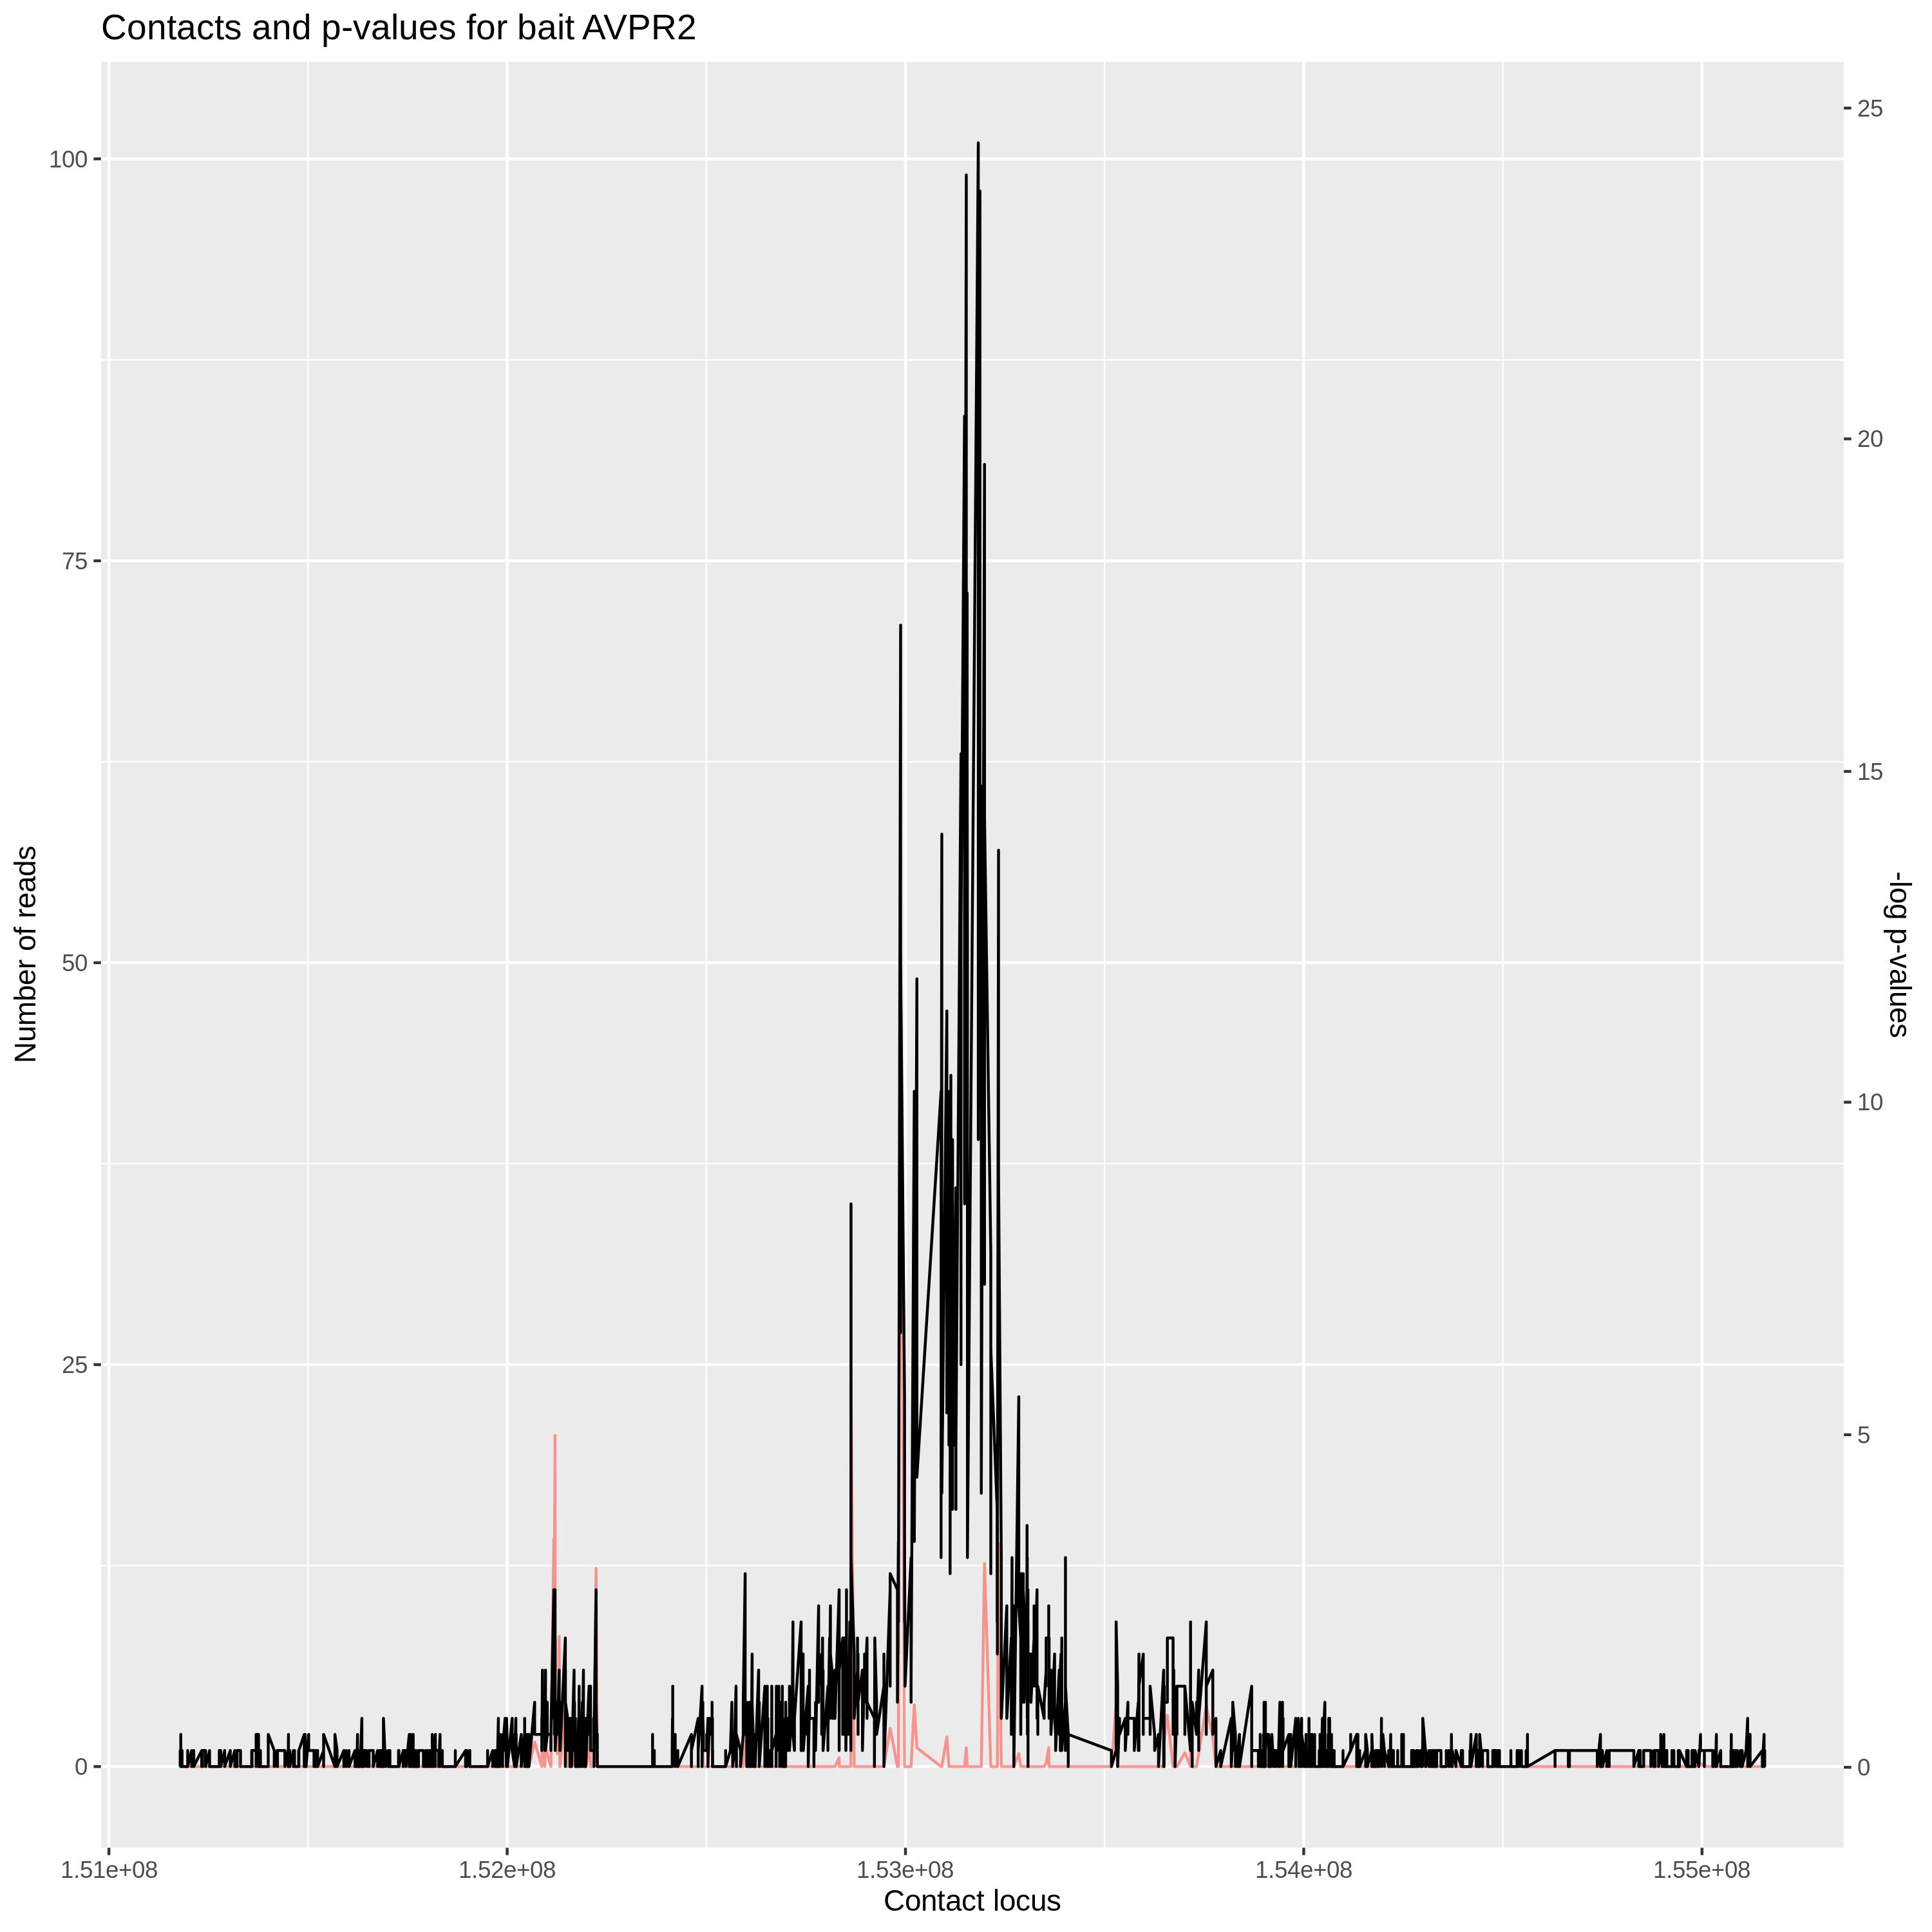 Contacts and p-values for bait AVPR2
100
75
50
25
0
Number of reads
25
20
15
10
5
0
-log p-values
1.51e+08
1.52e+08
1.53e+08
1.54e+08
1.55e+08
Contact locus